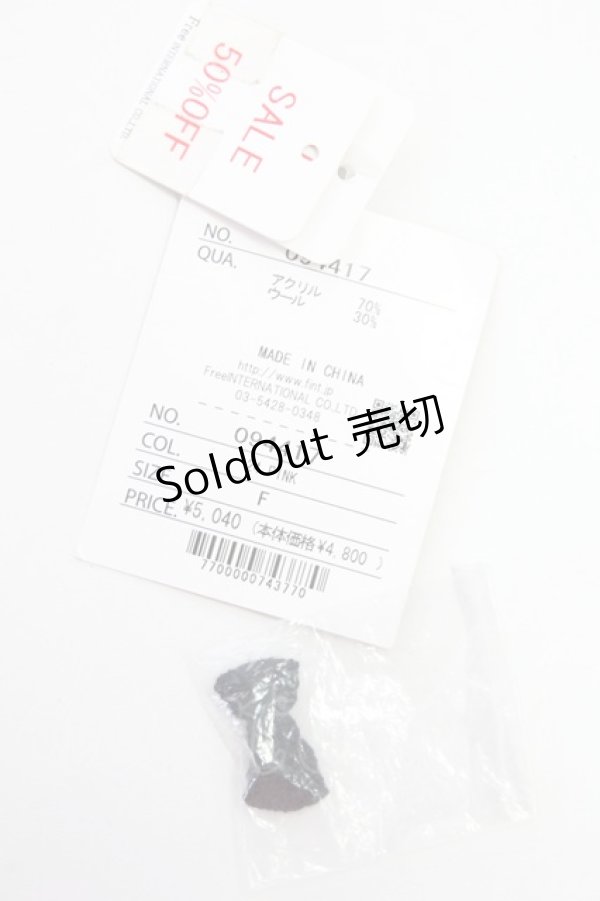 Free INTERNATIONAL CO.,LTD.
SALE
50%OFF
NO.
QUA.
アクリル 70%
ウール 30%
MADE IN CHINA
http://www.fint.jp
FreeINTERNATIONAL CO.,LTD
03-5428-0348
NO.
COL.
SoldOut 売切
SIZE
F
PRICE. ¥5,040 (本体価格¥4,800 )
7700000743770